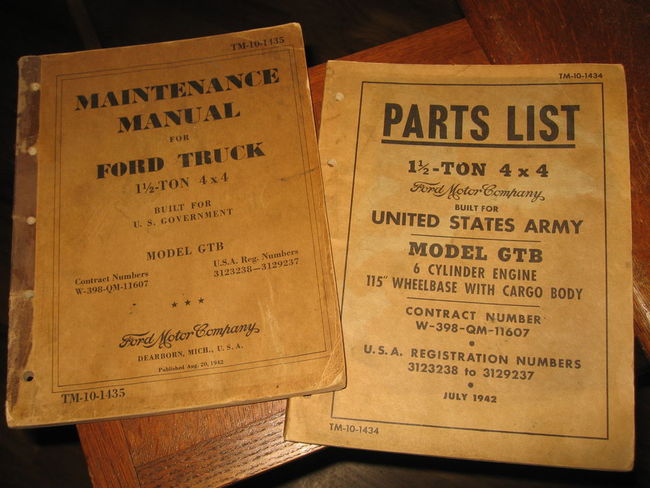 TM-10-1435
MAINTENANCE
MANUAL
FOR
FORD TRUCK
1½-TON 4x4
BUILT FOR
U. S. GOVERNMENT
MODEL GTB
Contract Numbers
W-398-QM-11607
U.S.A. Reg. Numbers
3123238—3129237
★ ★ ★
Ford Motor Company
DEARBORN, MICH., U. S. A.
Published Aug. 20, 1942
TM-10-1435
TM-10-1434
PARTS LIST
1½-TON 4x4
Ford Motor Company
BUILT FOR
UNITED STATES ARMY
MODEL GTB
6 CYLINDER ENGINE
115" WHEELBASE WITH CARGO BODY
CONTRACT NUMBER
W-398-QM-11607
•
U.S.A. REGISTRATION NUMBERS
3123238 to 3129237
•
JULY 1942
TM-10-1434